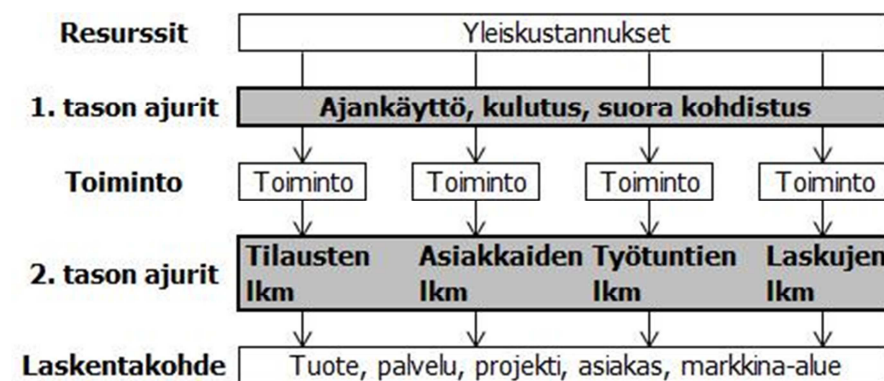 Resurssit
Yleiskustannukset
1. tason ajurit
Ajankäyttö, kulutus, suora kohdistus
Toiminto
Toiminto Toiminto Toiminto Toiminto
2. tason ajurit
Tilausten Asiakkaiden Työtuntien Laskujen
lkm lkm lkm lkm
Laskentakohde
Tuote, palvelu, projekti, asiakas, markkina-alue